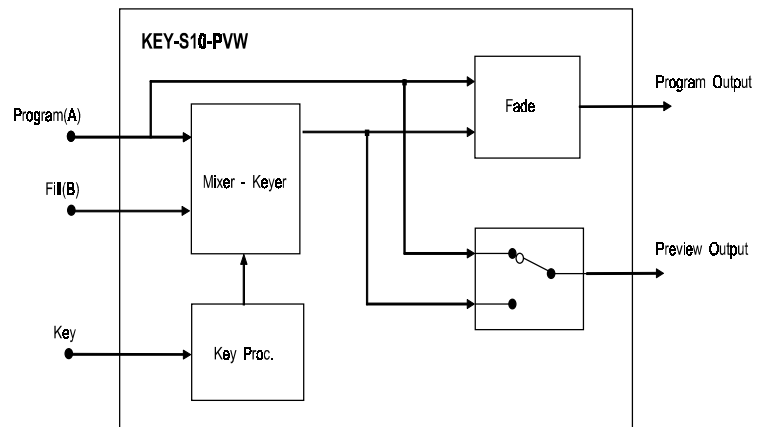 KEY-S10-PVW
Program(A)
Fill(B)
Key
Mixer - Keyer
Key Proc.
Fade
Program Output
Preview Output